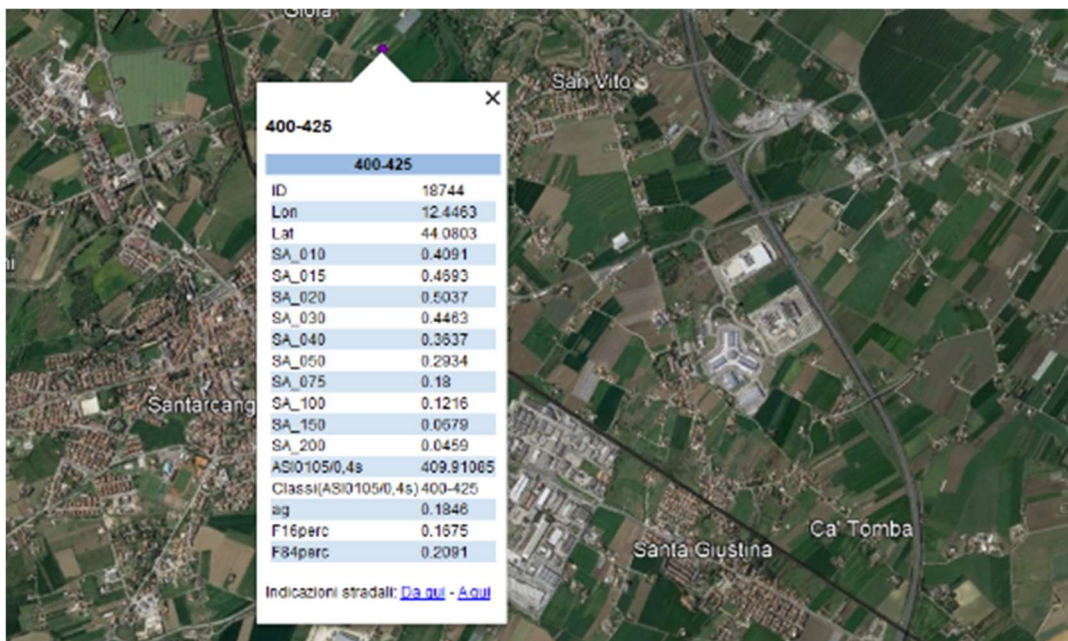 Gioia
San Vito
400-425
400-425
ID 18744
Lon 12.4463
Lat 44.0803
SA_010 0.4091
SA_015 0.4693
SA_020 0.5037
SA_030 0.4463
SA_040 0.3637
SA_050 0.2934
SA_075 0.18
SA_100 0.1216
SA_150 0.0679
SA_200 0.0459
ASI0105/0,4s 409.91065
Classi(ASI0105/0,4s) 400-425
ag 0.1846
F16perc 0.1675
F84perc 0.2091
Indicazioni stradali: Da qui - A qui
Santarcang
Ca' Tomba
Santa Giustina